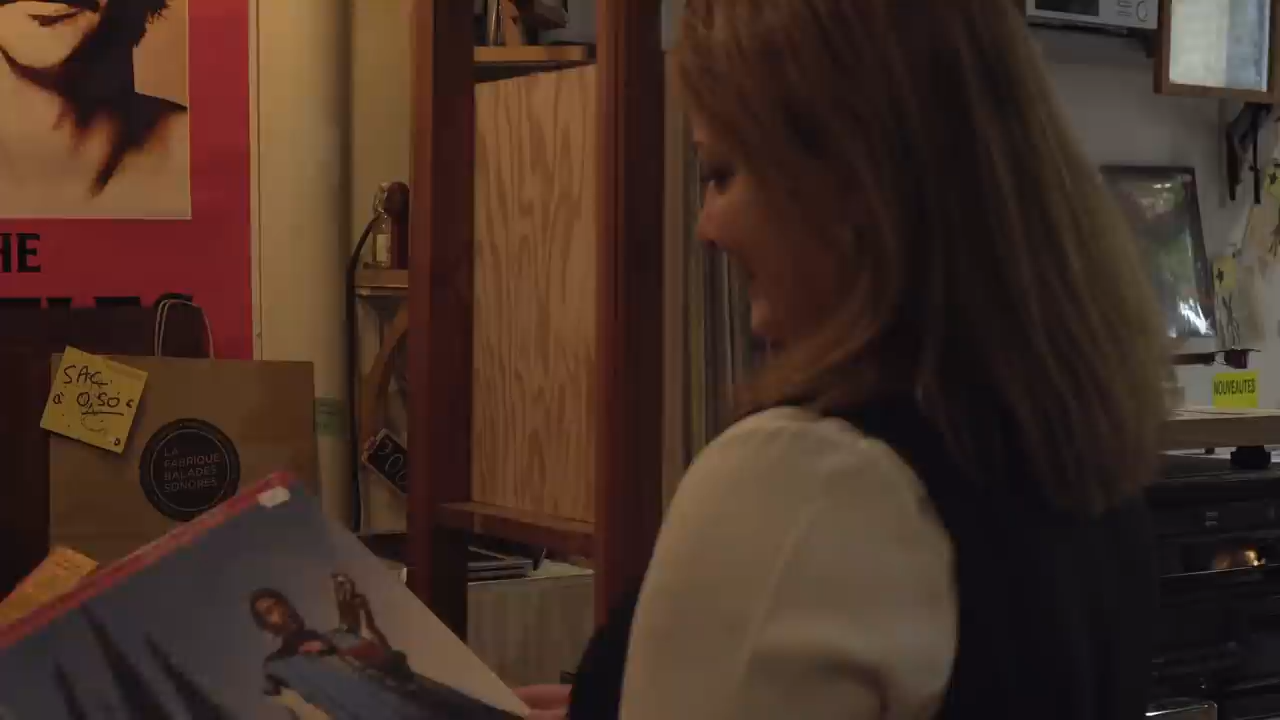 HE
SAC
à 0,50 €
LA
FABRIQUE
BALADES
SONORES
NOUVEAUTES